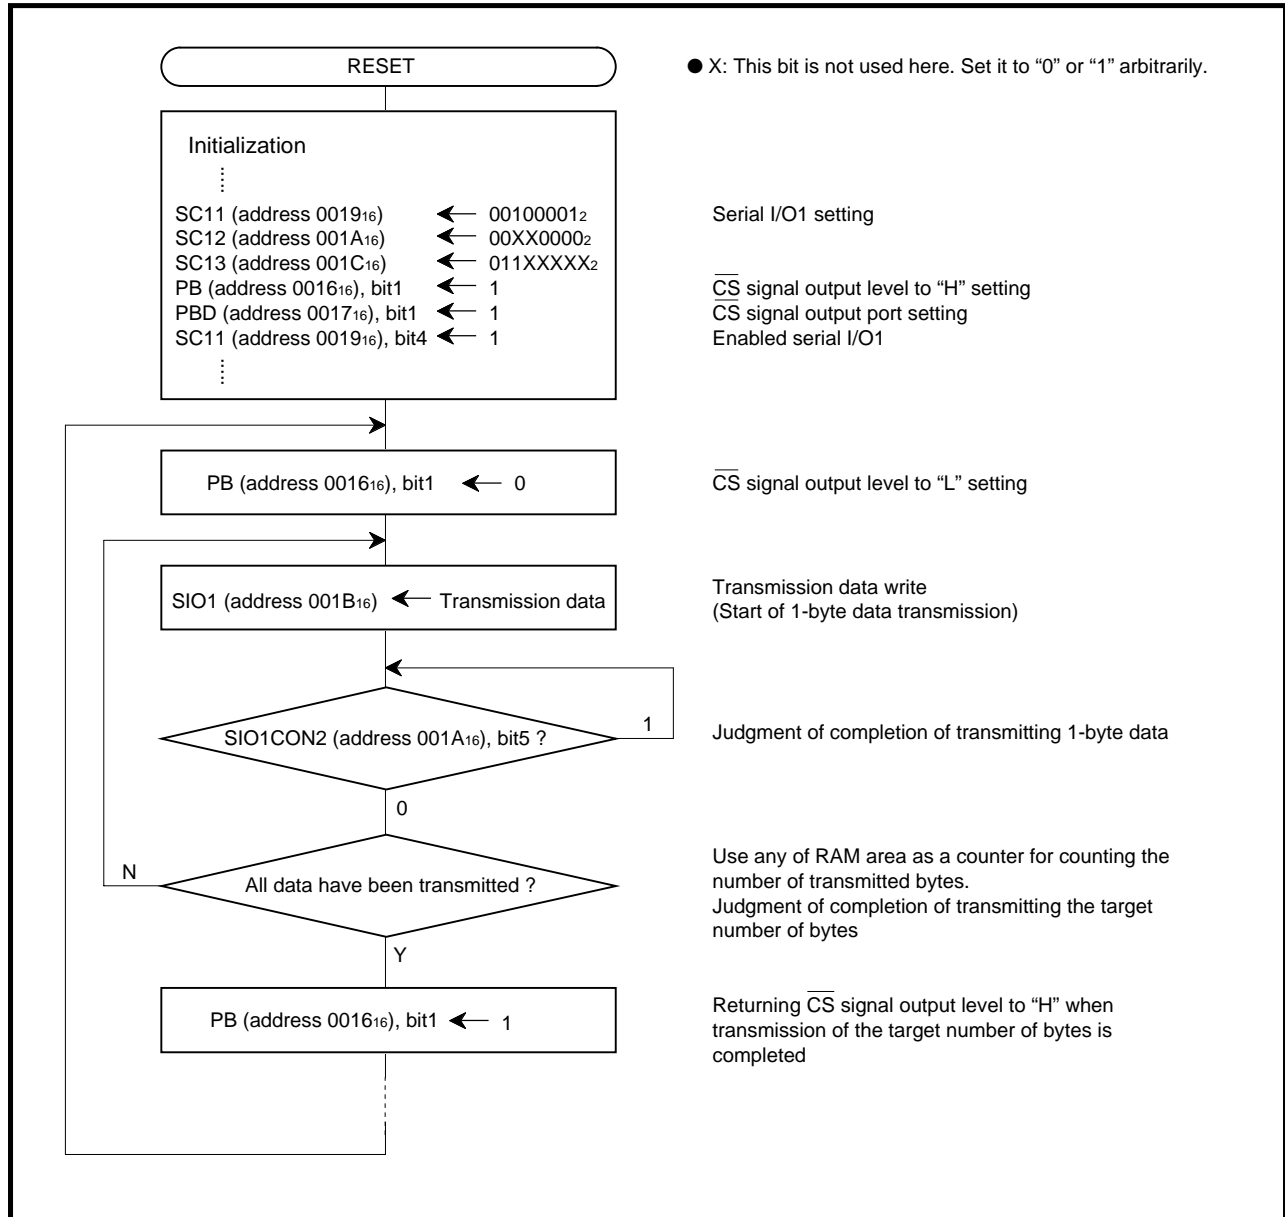 RESET
● X: This bit is not used here. Set it to “0” or “1” arbitrarily.
Initialization
SC11 (address 0019₁₆) ← 00100001₂ Serial I/O1 setting
SC12 (address 001A₁₆) ← 00XX0000₂
SC13 (address 001C₁₆) ← 011XXXXX₂
PB (address 0016₁₆), bit1 ← 1 C̅S̅ signal output level to “H” setting
PBD (address 0017₁₆), bit1 ← 1 C̅S̅ signal output port setting
SC11 (address 0019₁₆), bit4 ← 1 Enabled serial I/O1
PB (address 0016₁₆), bit1 ← 0 C̅S̅ signal output level to “L” setting
SIO1 (address 001B₁₆) ← Transmission data
Transmission data write
(Start of 1-byte data transmission)
SIO1CON2 (address 001A₁₆), bit5 ?
1
Judgment of completion of transmitting 1-byte data
0
N
All data have been transmitted ?
Use any of RAM area as a counter for counting the
number of transmitted bytes.
Judgment of completion of transmitting the target
number of bytes
Y
PB (address 0016₁₆), bit1 ← 1
Returning C̅S̅ signal output level to “H” when
transmission of the target number of bytes is
completed